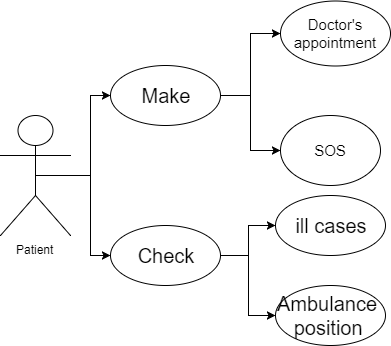 Doctor's
appointment
Make
SOS
Patient
Check
ill cases
Ambulance
position